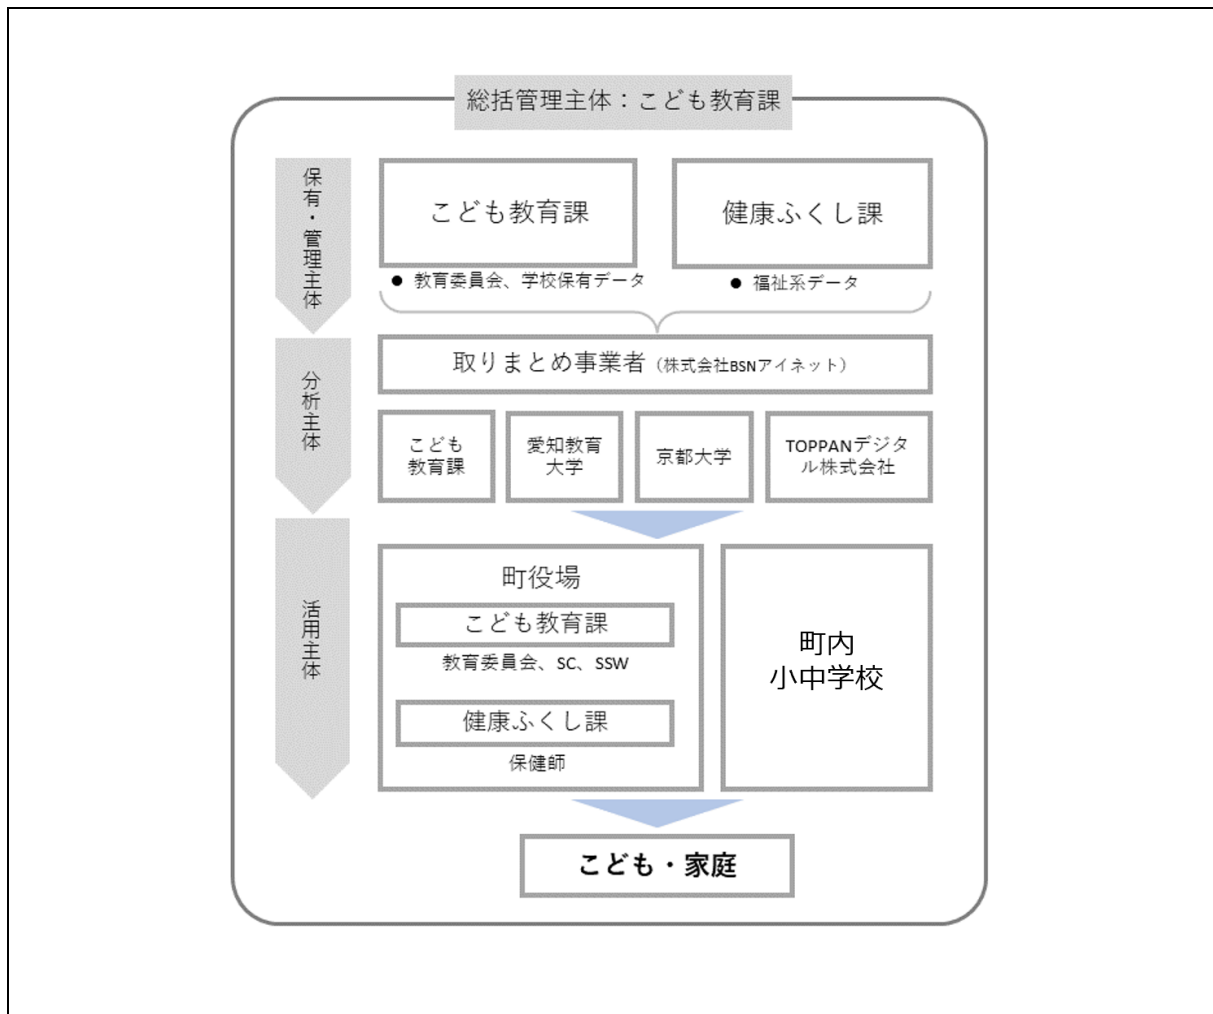 総括管理主体：こども教育課
保有・管理主体
こども教育課
健康ふくし課
● 教育委員会、学校保有データ
● 福祉系データ
分析主体
取りまとめ事業者（株式会社BSNアイネット）
こども
教育課
愛知教育
大学
京都大学
TOPPANデジタ
ル株式会社
活用主体
町役場
こども教育課
教育委員会、SC、SSW
健康ふくし課
保健師
町内
小中学校
こども・家庭